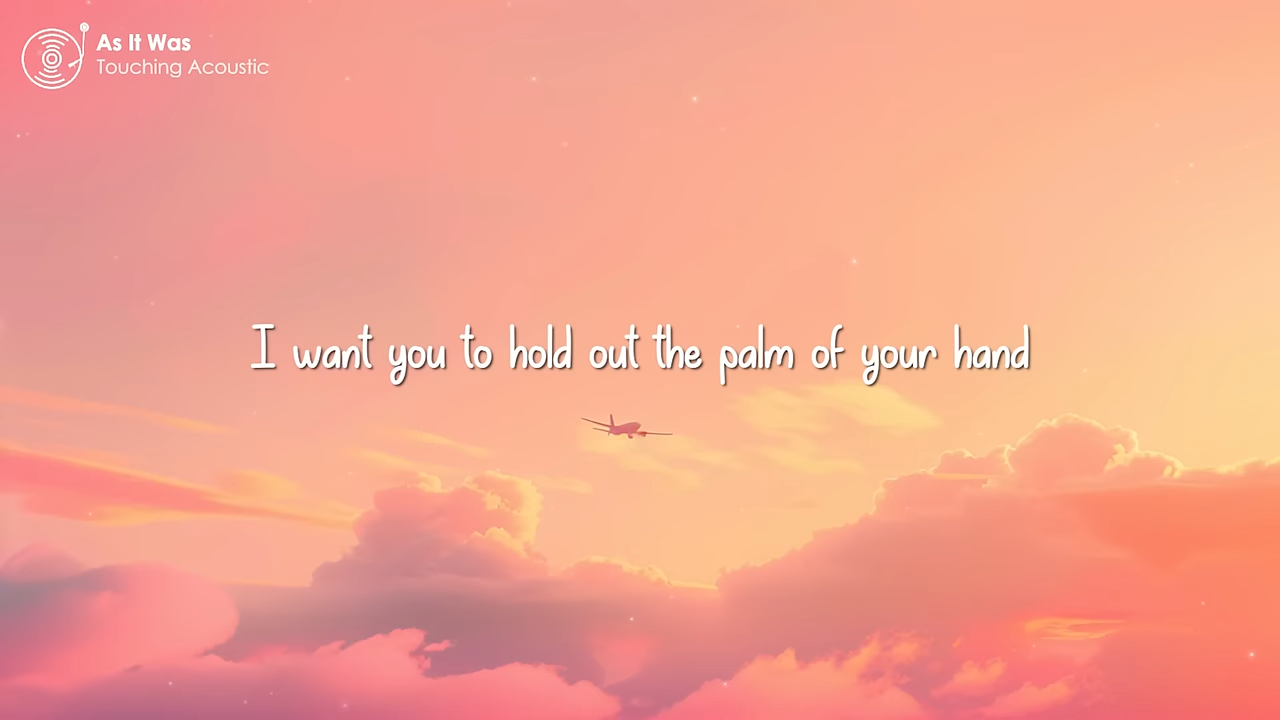 As It Was
Touching Acoustic
I want you to hold out the palm of your hand